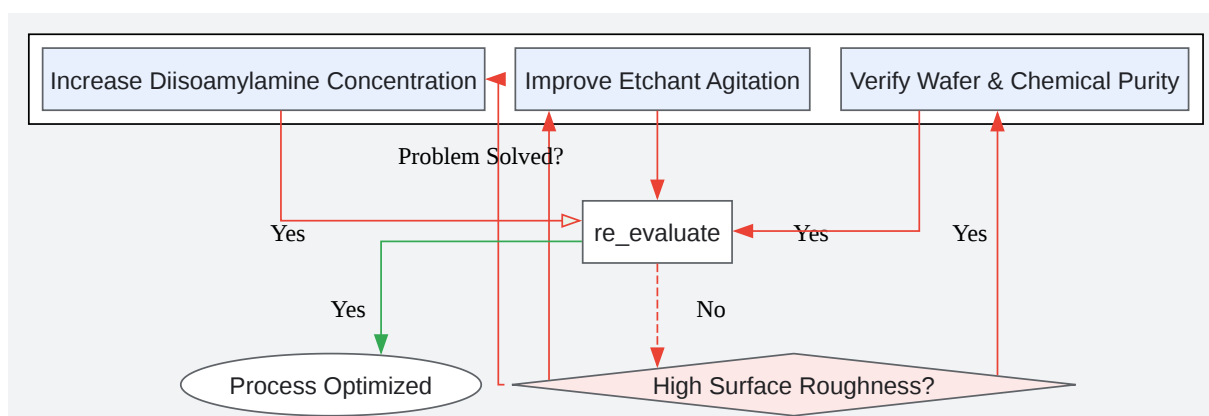 Increase Diisoamylamine Concentration
Improve Etchant Agitation
Verify Wafer & Chemical Purity
Problem Solved?
Yes
re_evaluate
Yes
Yes
Yes
No
Process Optimized
High Surface Roughness?